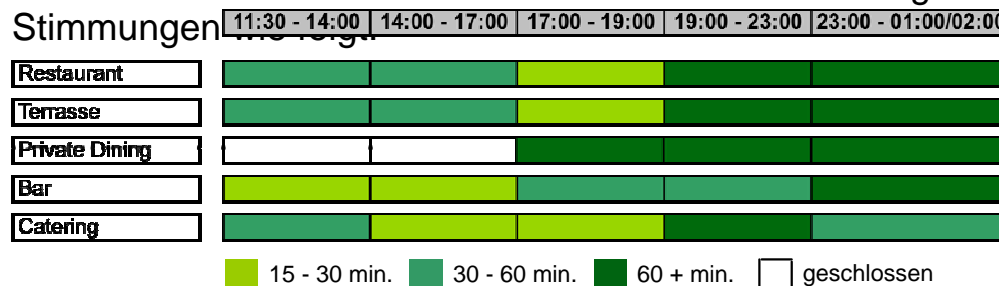 Stimmungen wie folgt:
11:30 - 14:00 14:00 - 17:00 17:00 - 19:00 19:00 - 23:00 23:00 - 01:00/02:00
Restaurant
Terrasse
Private Dining
Bar
Catering
15 - 30 min. 30 - 60 min. 60 + min. geschlossen